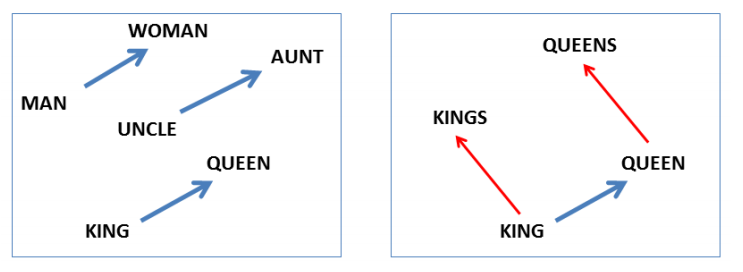 WOMAN
AUNT
MAN
UNCLE
QUEEN
KING
QUEENS
KINGS
QUEEN
KING